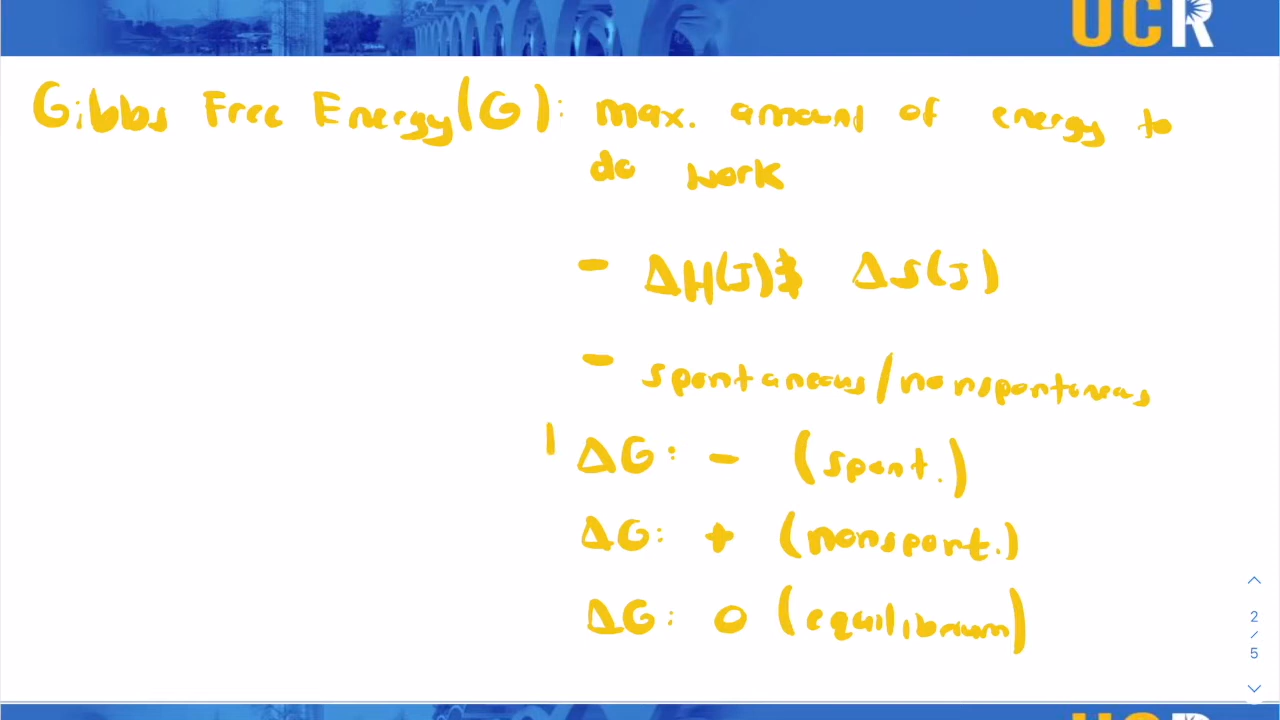 UCR
Gibbs Free Energy (G): max. amount of energy to
do work
- ΔH(J) & ΔS(J)
- spontaneous/nonspontaneous
ΔG: - (spont.)
ΔG: + (nonspont.)
ΔG: 0 (equilibrium)
2
/
5
UCR